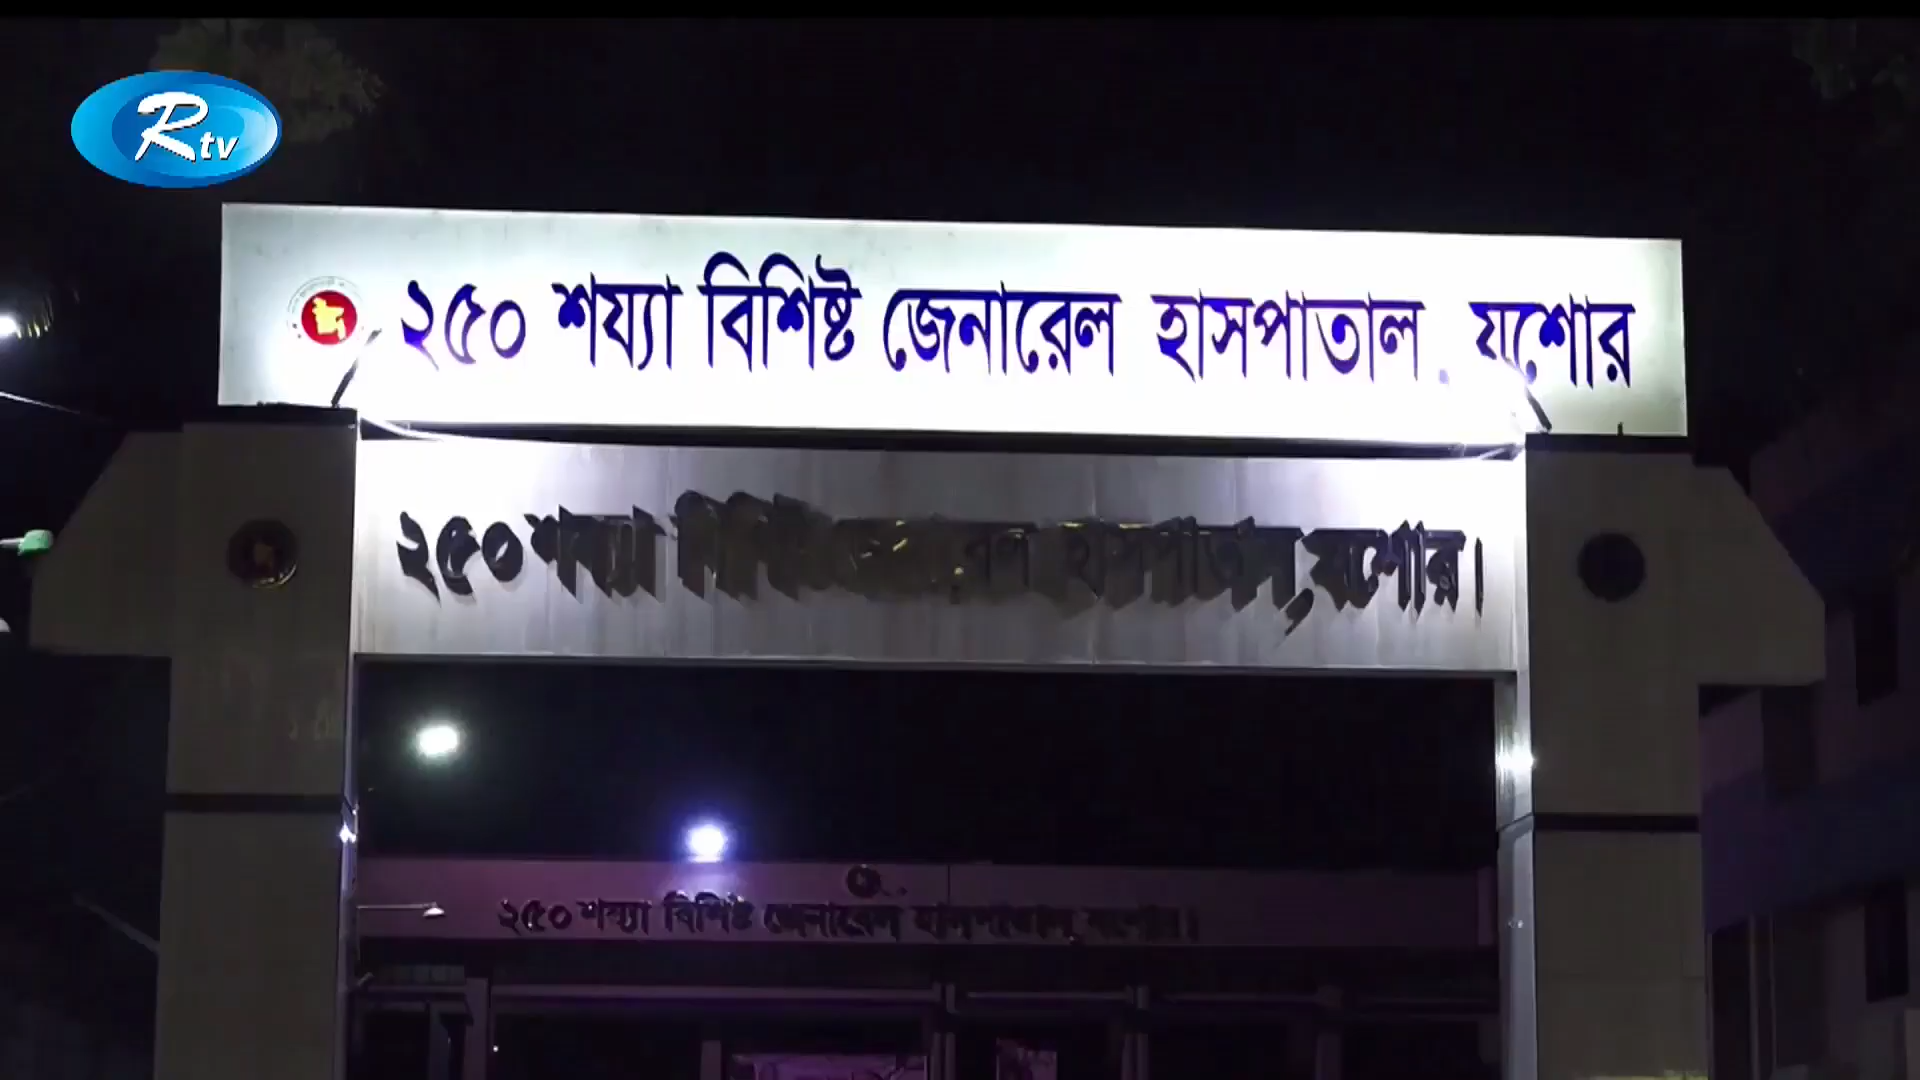 Rtv
২৫০ শয্যা বিশিষ্ট জেনারেল হাসপাতাল, যশোর
২৫০ শয্যা বিশিষ্ট জেনারেল হাসপাতাল, যশোর।
২৫০ শয্যা বিশিষ্ট জেনারেল হাসপাতাল, যশোর।